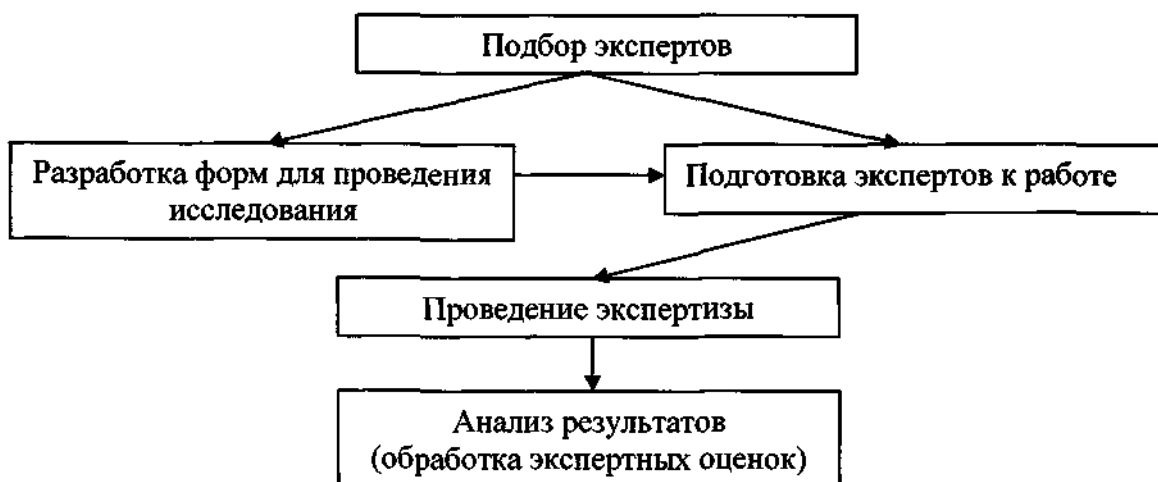 Подбор экспертов
Разработка форм для проведения
исследования
Подготовка экспертов к работе
Проведение экспертизы
Анализ результатов
(обработка экспертных оценок)